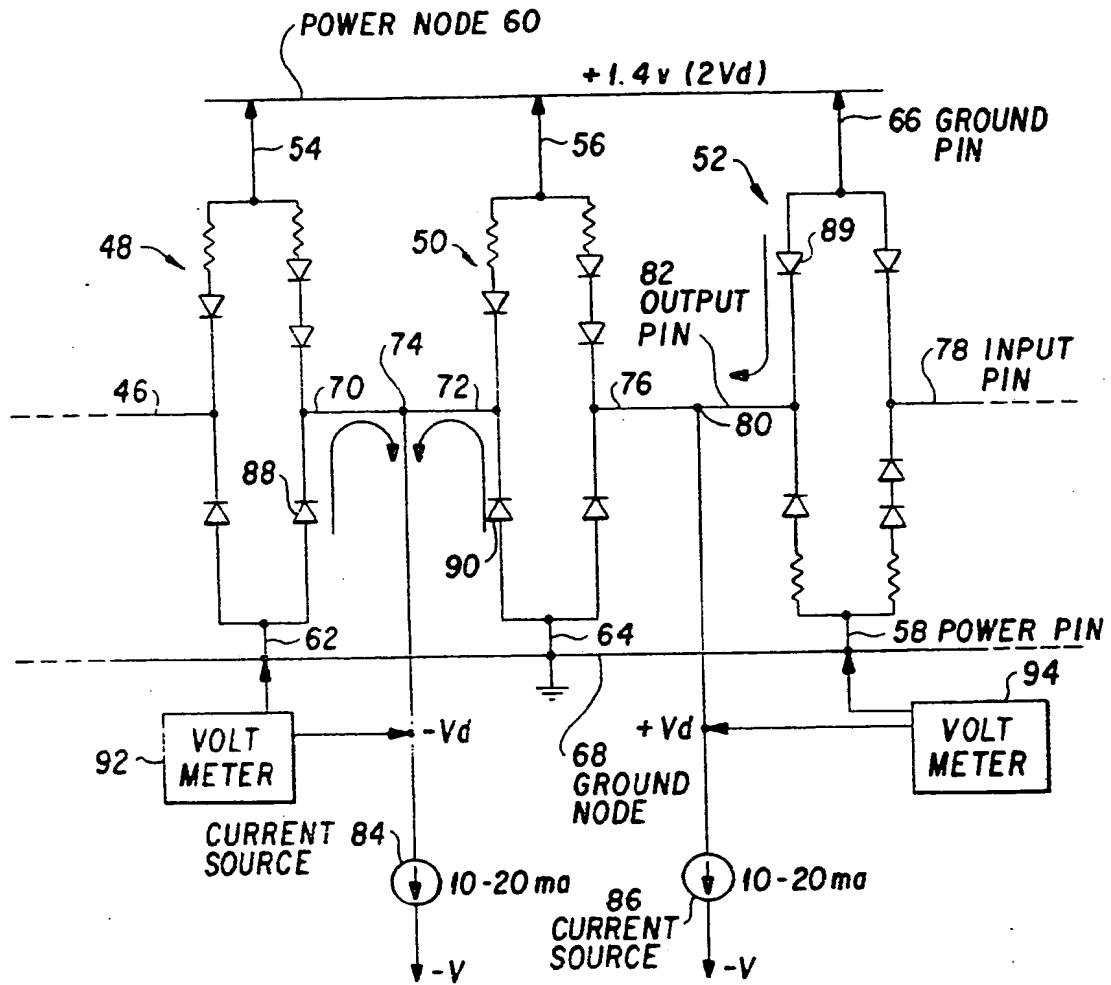 POWER NODE 60
+1.4v (2Vd)
54
56
66 GROUND
PIN
52
48
50
89
82
OUTPUT
PIN
74
78 INPUT
PIN
46
70
72
76
80
88
90
62
64
58 POWER PIN
94
92
VOLT
METER
-Vd
+Vd
68
GROUND
NODE
VOLT
METER
CURRENT 84
SOURCE
10-20ma
86
CURRENT
SOURCE
10-20ma
-V
-V